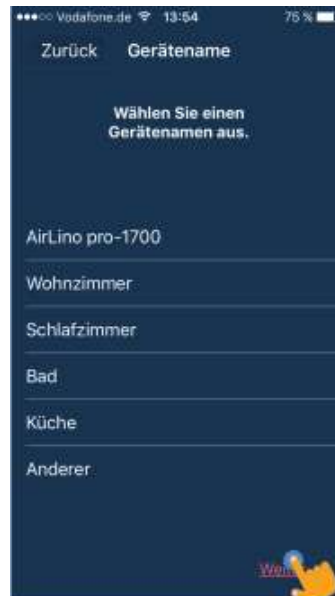 Vodafone.de 13:54 75 %
Zurück Gerätename
Wählen Sie einen
Gerätenamen aus.
AirLino pro-1700
Wohnzimmer
Schlafzimmer
Bad
Küche
Anderer